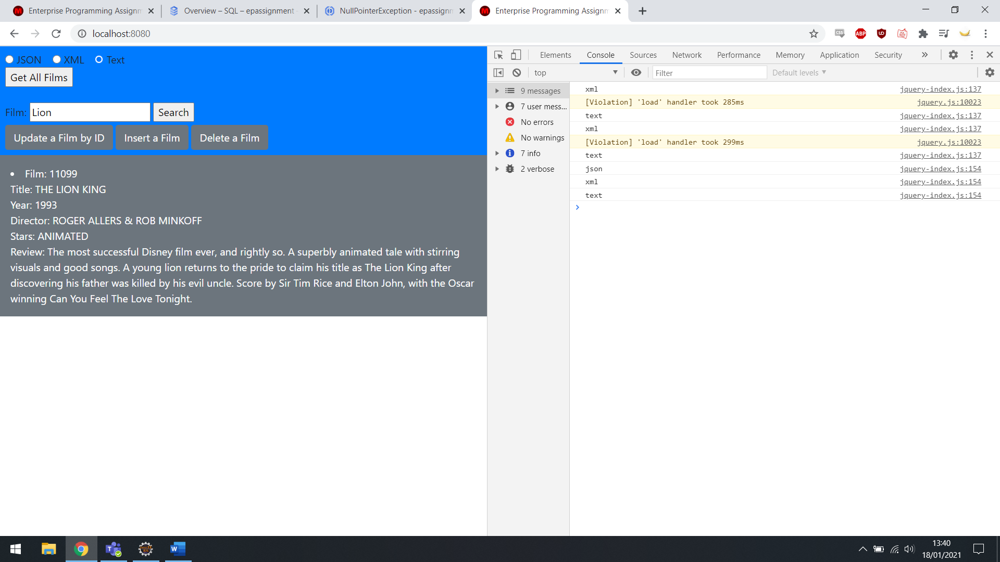 Enterprise Programming Assignm
Overview – SQL – epassignment
NullPointerException - epassignm
Enterprise Programming Assignm
localhost:8080
JSON XML Text
Get All Films
Film: Lion Search
Update a Film by ID Insert a Film Delete a Film
Film: 11099
Title: THE LION KING
Year: 1993
Director: ROGER ALLERS & ROB MINKOFF
Stars: ANIMATED
Review: The most successful Disney film ever, and rightly so. A superbly animated tale with stirring
visuals and good songs. A young lion returns to the pride to claim his title as The Lion King after
discovering his father was killed by his evil uncle. Score by Sir Tim Rice and Elton John, with the Oscar
winning Can You Feel The Love Tonight.
Elements Console Sources Network Performance Memory Application Security »
top Filter Default levels
9 messages
7 user mess...
No errors
No warnings
7 info
2 verbose
xml jquery-index.js:137
[Violation] 'load' handler took 285ms jquery.js:10023
text jquery-index.js:137
xml jquery-index.js:137
[Violation] 'load' handler took 299ms jquery.js:10023
text jquery-index.js:137
json jquery-index.js:154
xml jquery-index.js:154
text jquery-index.js:154
13:40
18/01/2021